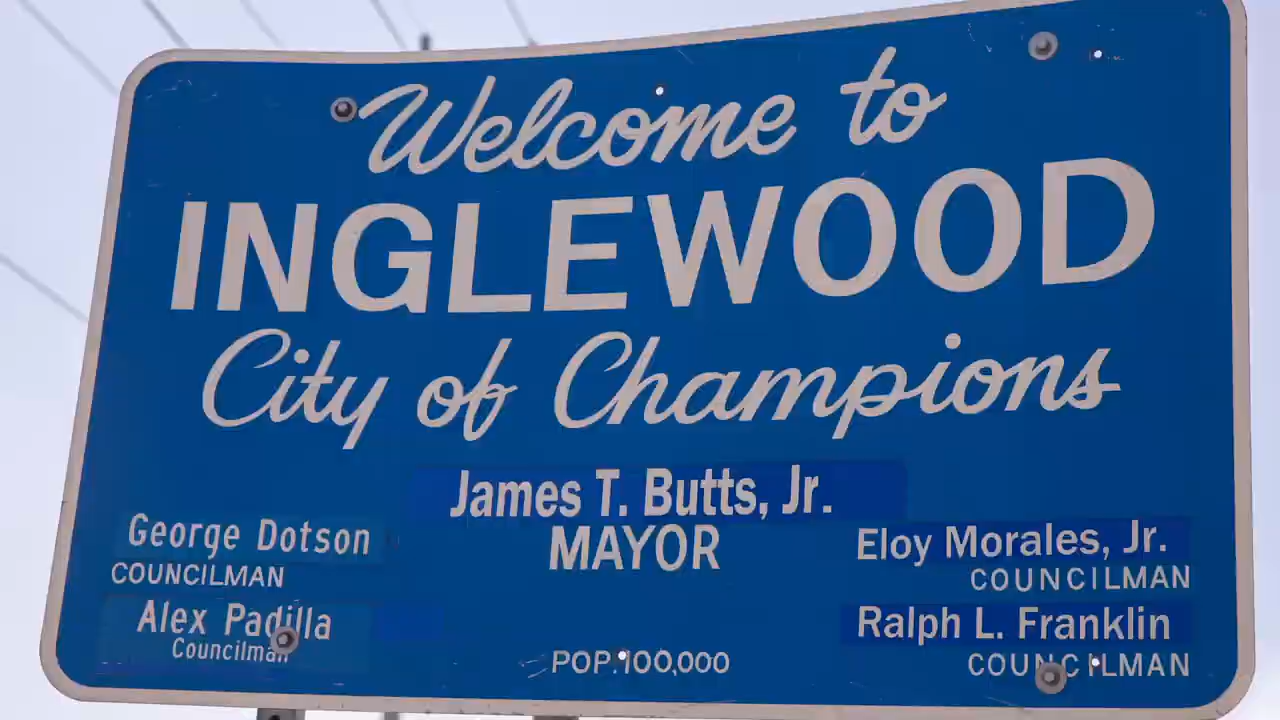 Welcome to
INGLEWOOD
City of Champions
James T. Butts, Jr.
MAYOR
George Dotson
COUNCILMAN
Alex Padilla
Councilman
Eloy Morales, Jr.
COUNCILMAN
Ralph L. Franklin
COUNCILMAN
POP. 100,000